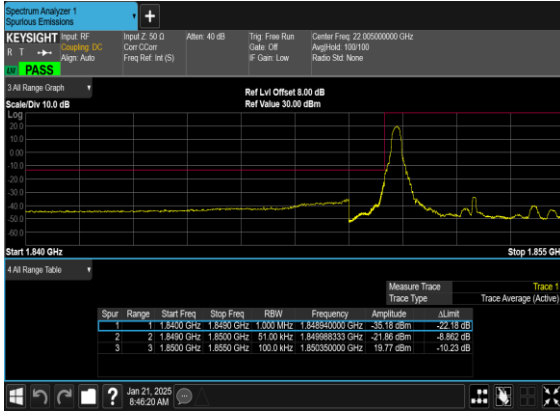 Spectrum Analyzer 1
Spurious Emissions
KEYSIGHT Input: RF Input Z: 50 Ω Atten: 40 dB Trig: Free Run Center Freq: 22.005000000 GHz
R T Coupling: DC Corr CCorr Gate: Off Avg|Hold: 100/100
Align: Auto Freq Ref: Int (S) IF Gain: Low Radio Std: None
PASS
3 All Range Graph
Ref Lvl Offset 8.00 dB
Scale/Div 10.0 dB Ref Value 30.00 dBm
Log
20.0
10.0
0.00
-10.0
-20.0
-30.0
-40.0
-50.0
-60.0
Start 1.840 GHz Stop 1.855 GH
4 All Range Table
Measure Trace Trace 1
Trace Type Trace Average (Active)
Spur Range Start Freq Stop Freq RBW Frequency Amplitude ΔLimit
1 1 1.8400 GHz 1.8490 GHz 1.000 MHz 1.848940000 GHz -35.18 dBm -22.18 dB
2 2 1.8490 GHz 1.8500 GHz 51.00 kHz 1.849988333 GHz -21.86 dBm -8.862 dB
3 3 1.8500 GHz 1.8550 GHz 100.0 kHz 1.850350000 GHz 19.77 dBm -10.23 dB
? Jan 21, 2025
8:46:20 AM